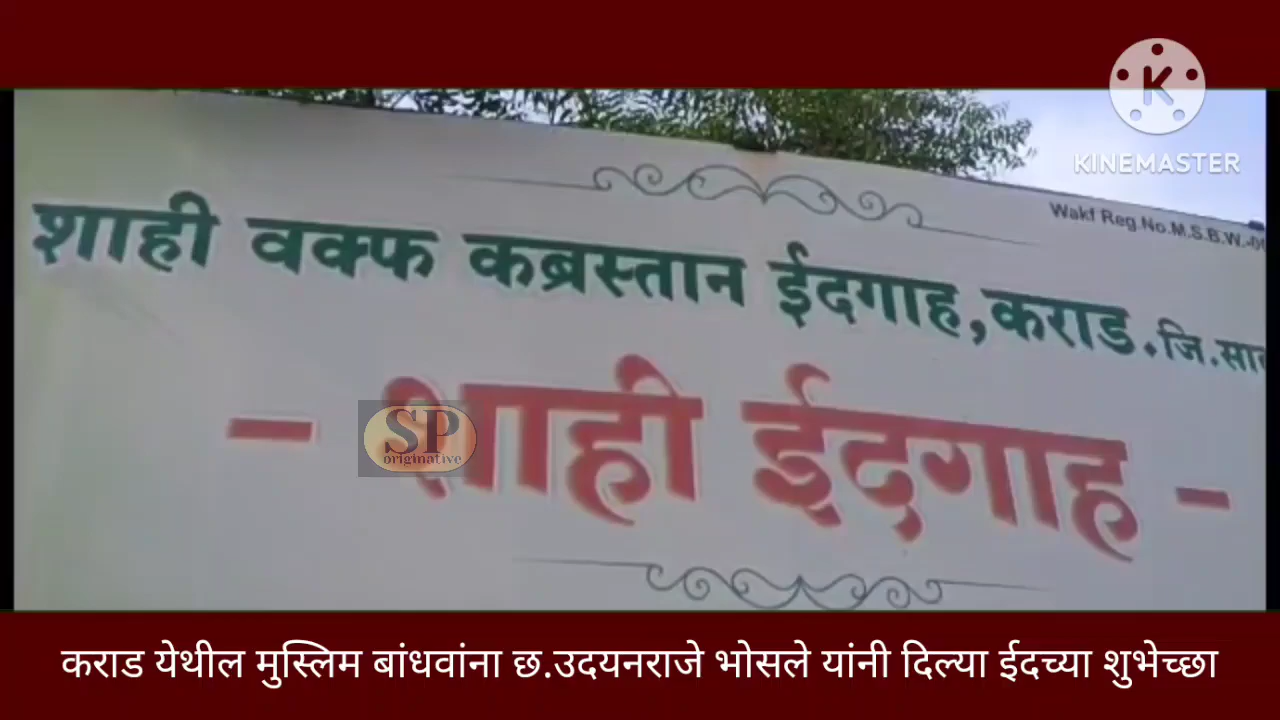 KINEMASTER
Wakf Reg.No.M.S.B.W.-
शाही वक्फ कब्रस्तान ईदगाह,कराड.जि.
- शाही ईदगाह -
SP
originative
कराड येथील मुस्लिम बांधवांना छ.उदयनराजे भोसले यांनी दिल्या ईदच्या शुभेच्छा